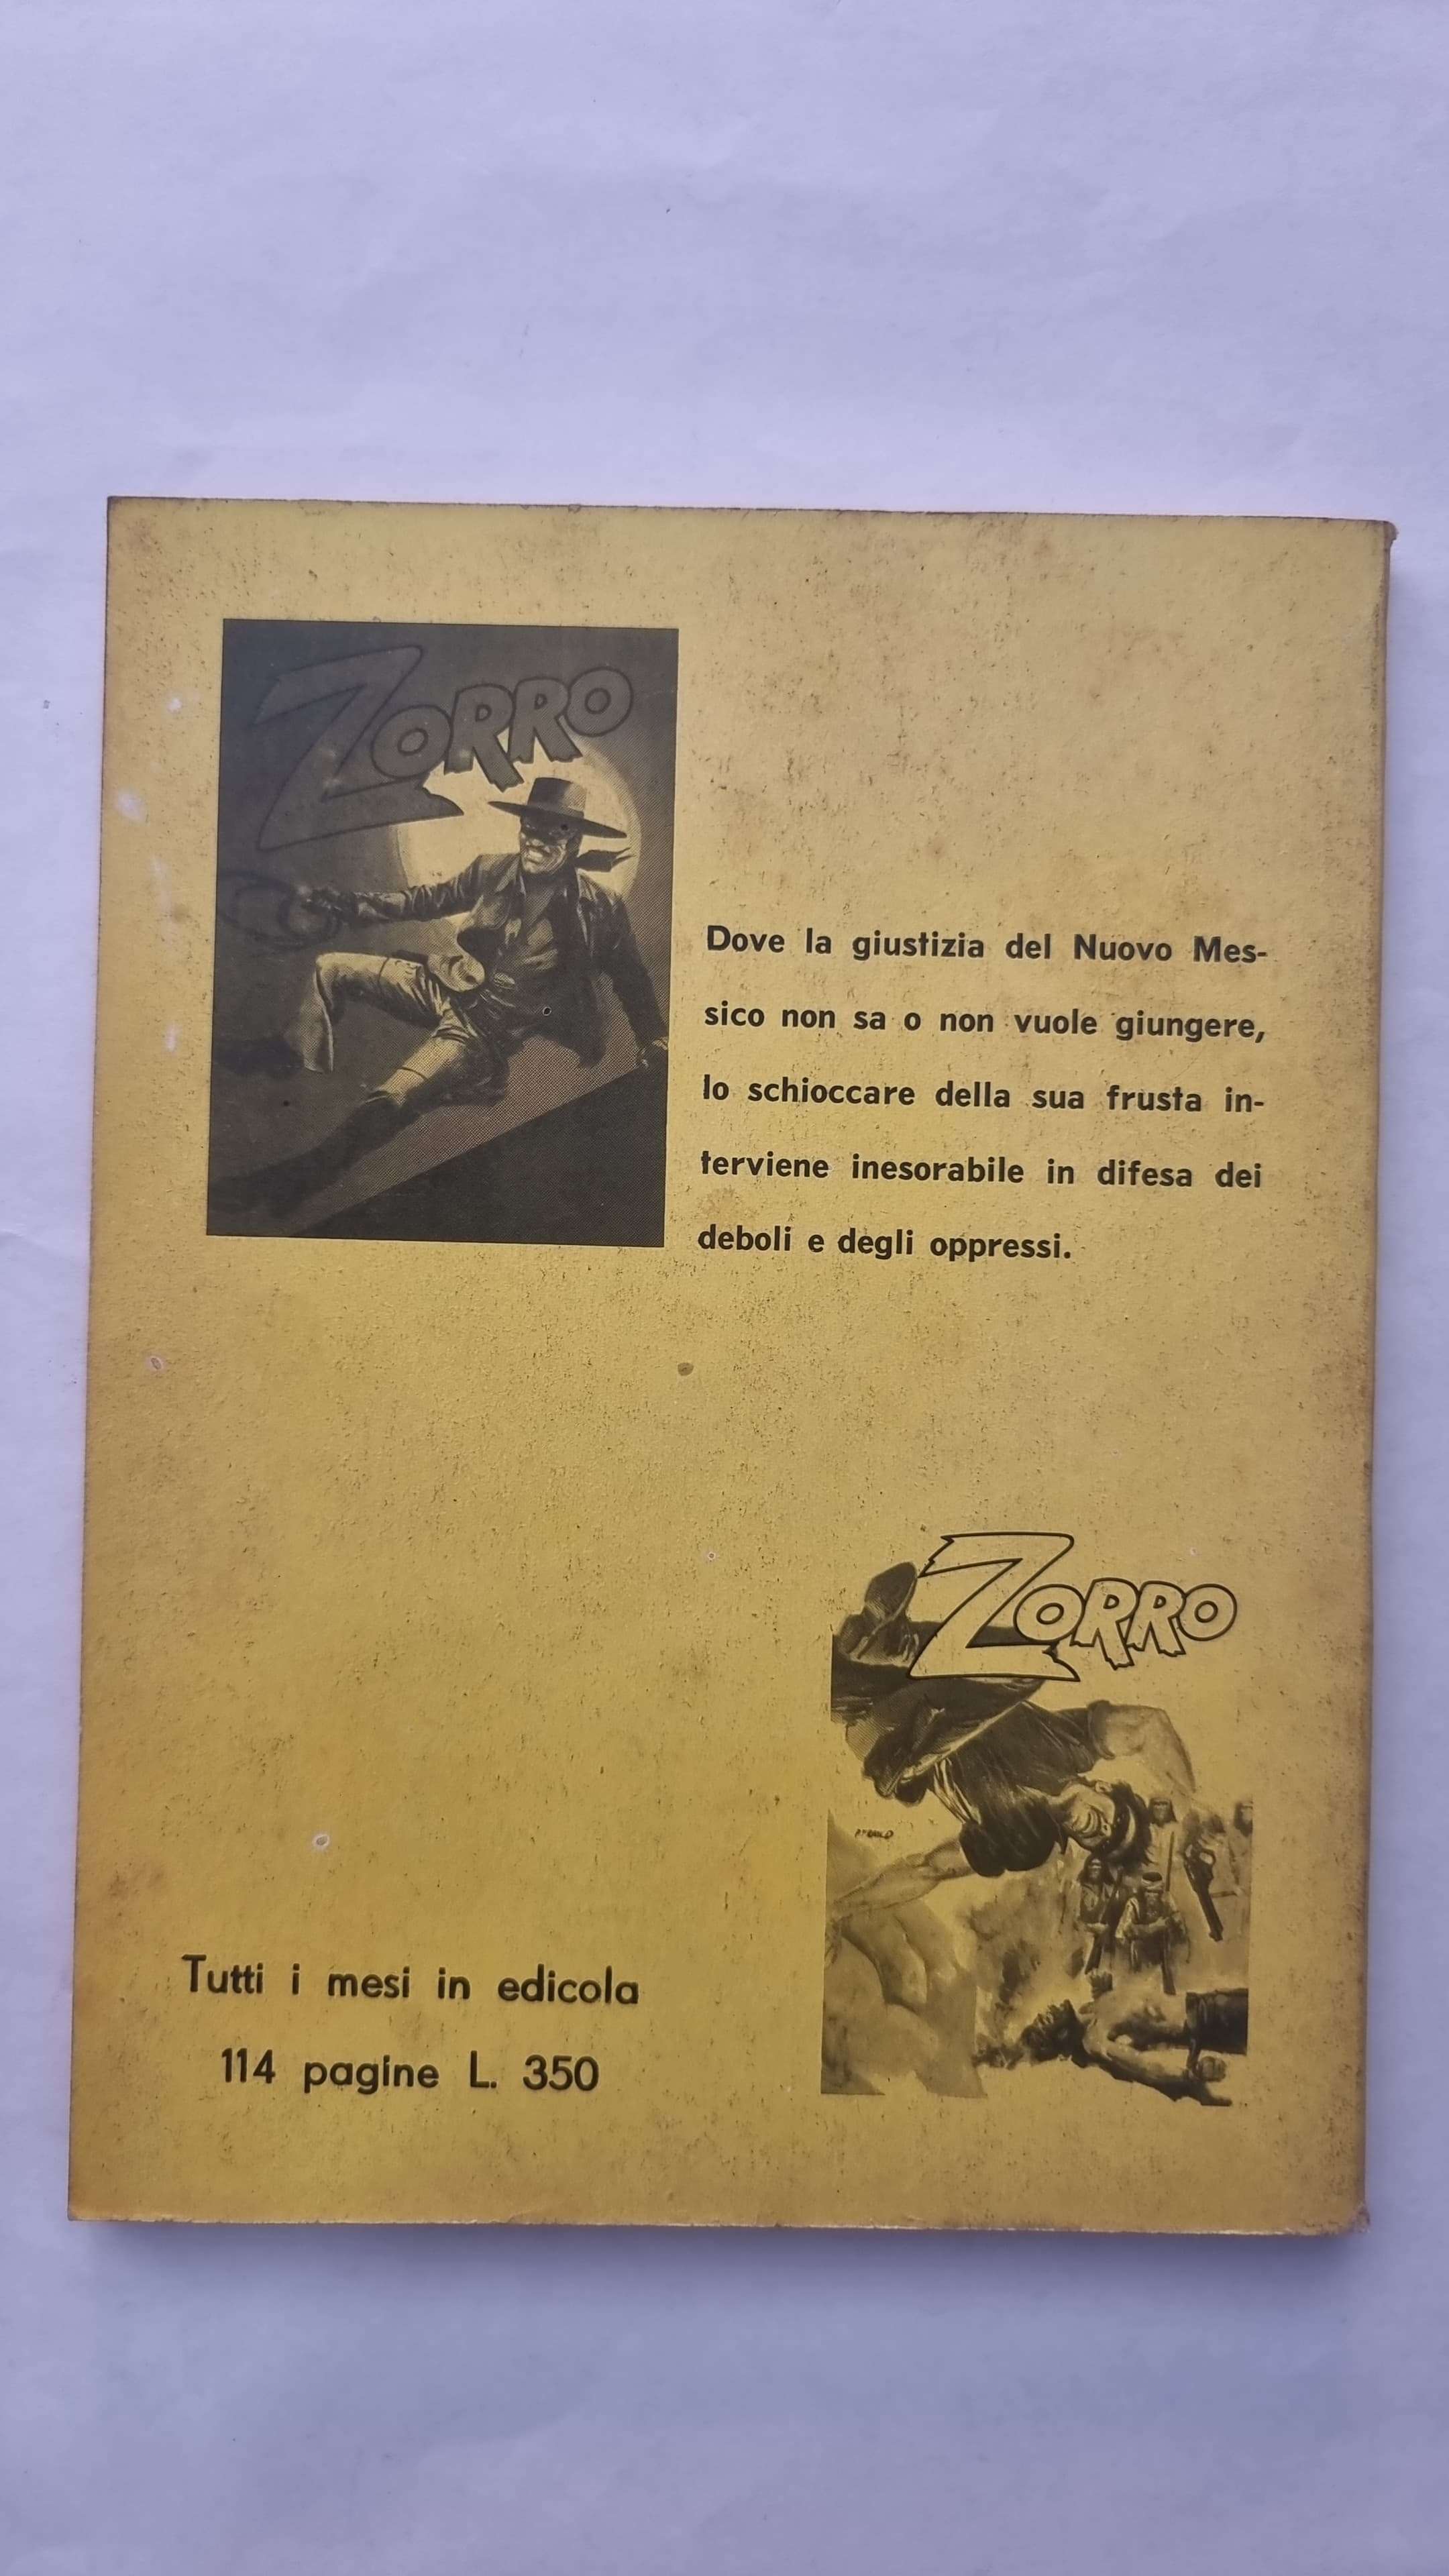 ZORRO
Dove la giustizia del Nuovo Mes-
sico non sa o non vuole giungere,
lo schioccare della sua frusta in-
terviene inesorabile in difesa dei
deboli e degli oppressi.
ZORRO
Tutti i mesi in edicola
114 pagine L. 350